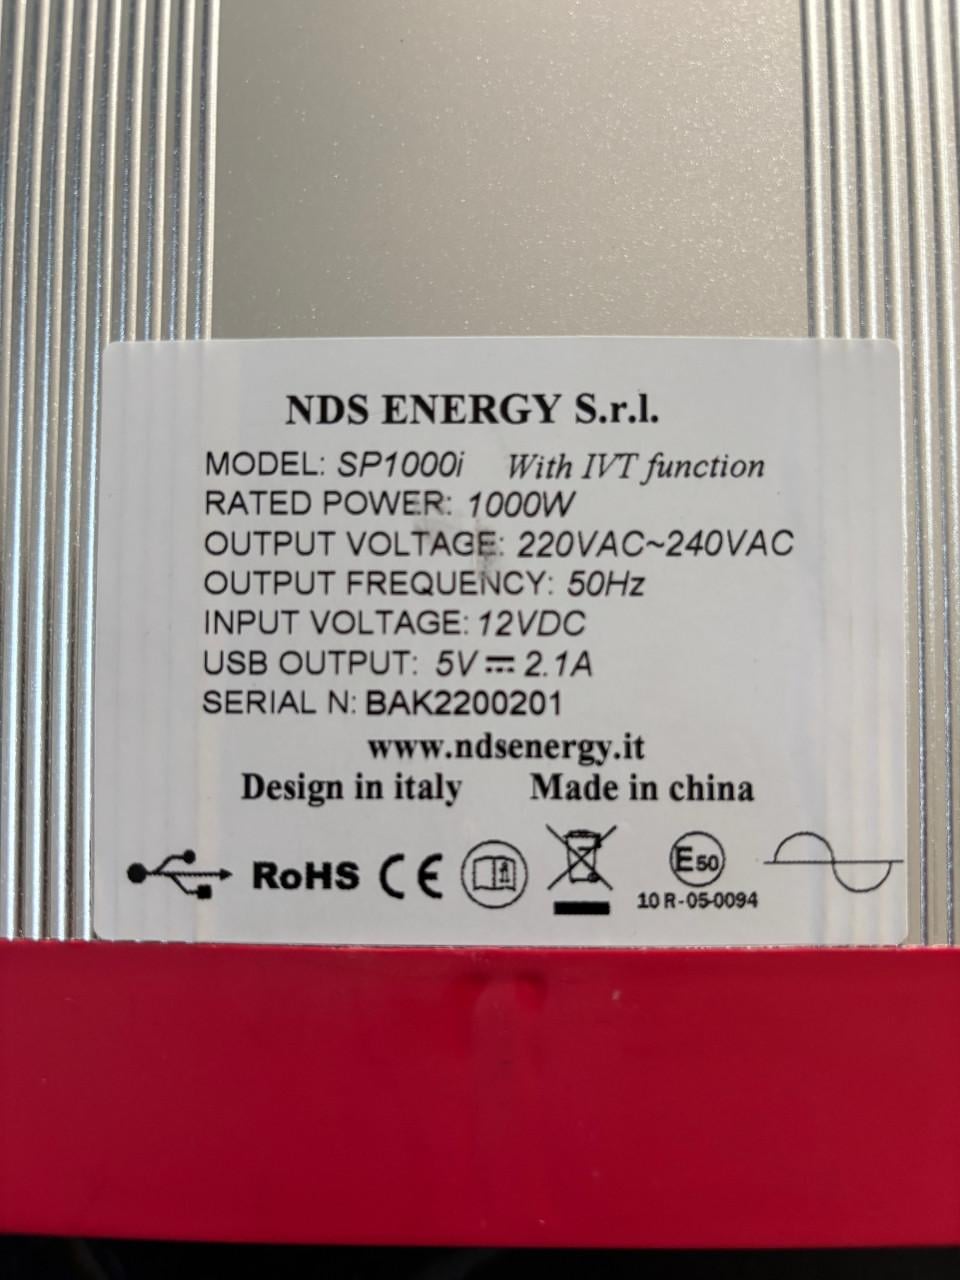 NDS ENERGY S.r.l.
MODEL: SP1000i With IVT function
RATED POWER: 1000W
OUTPUT VOLTAGE: 220VAC~240VAC
OUTPUT FREQUENCY: 50Hz
INPUT VOLTAGE: 12VDC
USB OUTPUT: 5V⎓2.1A
SERIAL N: BAK2200201
www.ndsenergy.it
Design in italy Made in china
RoHS CE E50
10 R-05-0094